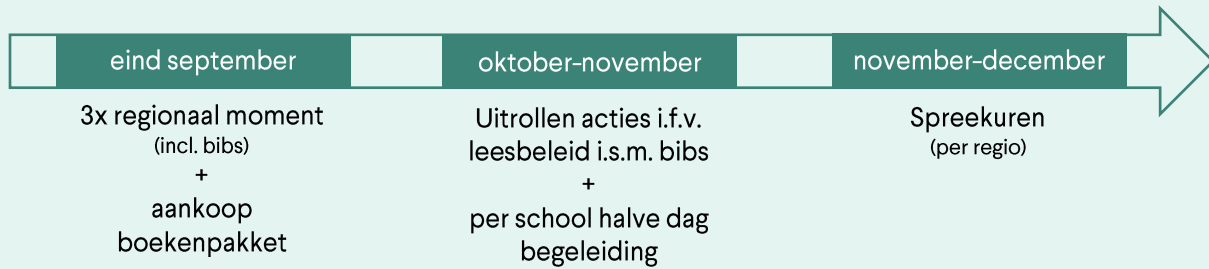 eind september
3x regionaal moment
(incl. bibs)
+
aankoop
boekenpakket
oktober-november
Uitrollen acties i.f.v.
leesbeleid i.s.m. bibs
+
per school halve dag
begeleiding
november-december
Spreekuren
(per regio)